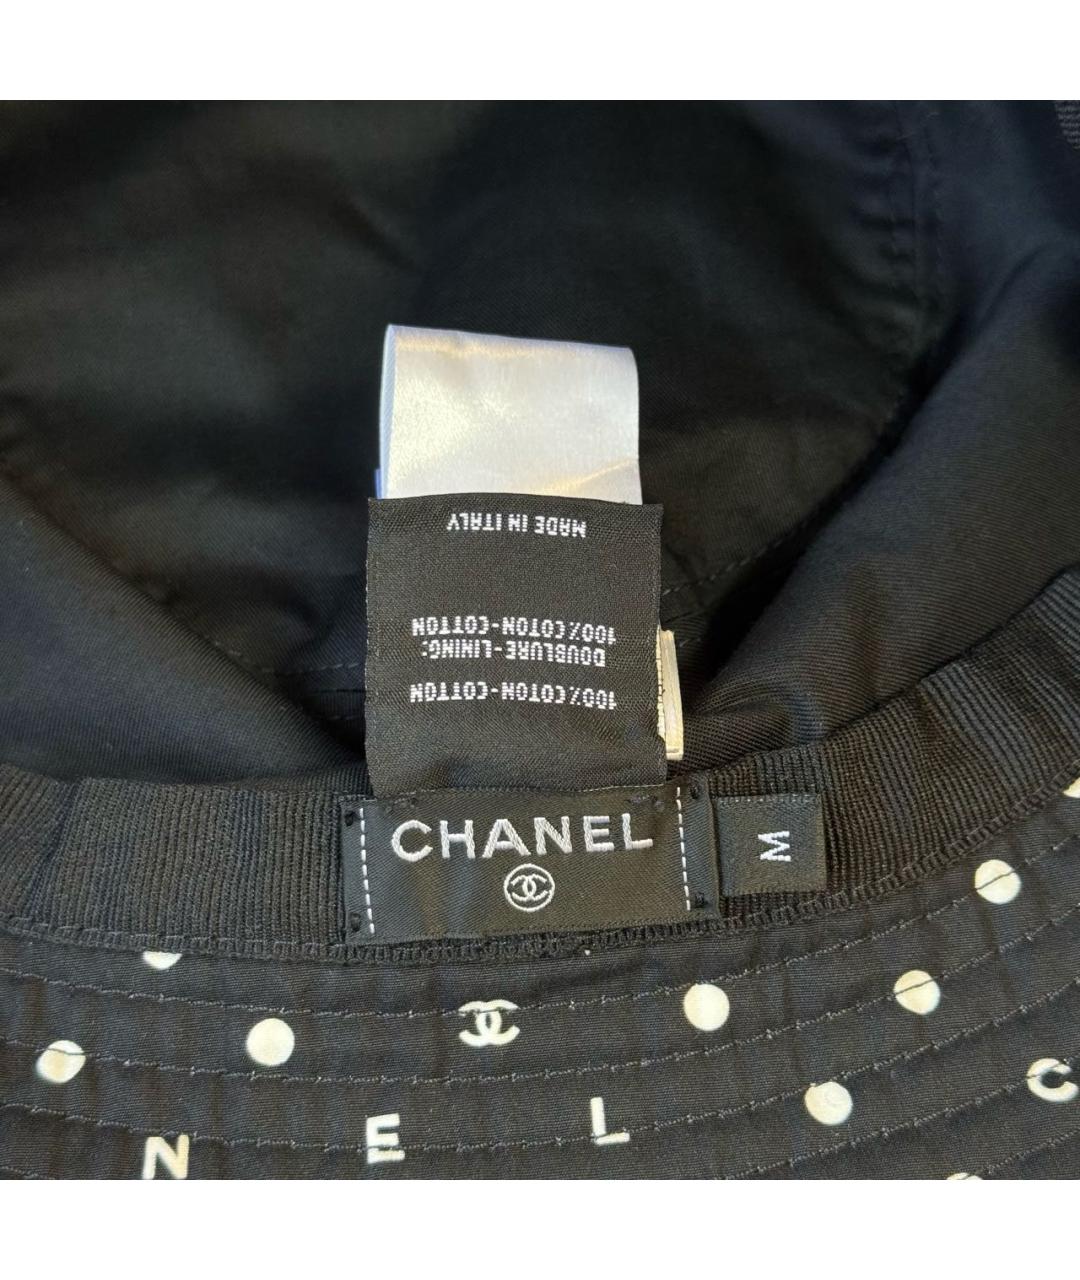 MADE IN ITALY
100% COTON-COTTON
DOUBLURE-LINING:
100% COTON-COTTON
CHANEL
M
N E L C